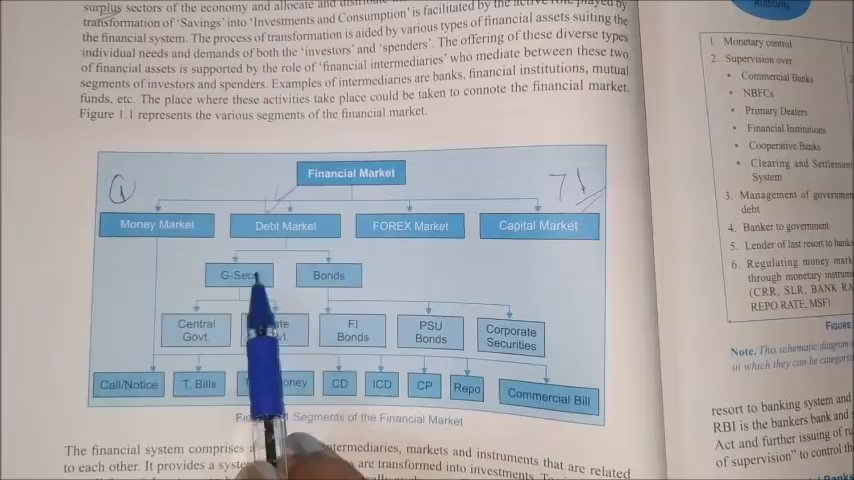 surplus sectors of the economy and allocate and
transformation of 'Savings' into 'Investments and Consumption' is facilitated by the active role played by
the financial system. The process of transformation is aided by various types of financial assets suiting the
individual needs and demands of both the 'investors' and 'spenders'. The offering of these diverse types
of financial assets is supported by the role of 'financial intermediaries' who mediate between these two
segments of investors and spenders. Examples of intermediaries are banks, financial institutions, mutual
funds, etc. The place where these activities take place could be taken to connote the financial market.
Figure 1.1 represents the various segments of the financial market.
Financial Market
Money Market
Debt Market
FOREX Market
Capital Market
Bonds
Central
Govt.
FI
Bonds
PSU
Bonds
Corporate
Securities
Call/Notice
T. Bills
CD
ICD
CP
Repo
Commercial Bill
Segments of the Financial Market
The financial system comprises intermediaries, markets and instruments that are related
to each other. It provides a are transformed into investments.
Authority
1. Monetary control
2. Supervision over
• Commercial Banks
• NBFCs
• Primary Dealers
• Financial Institutions
• Cooperative Banks
• Clearing and Settlement
System
3. Management of
debt
4. Banker to government
5. Lender of last resort to
6. Regulating money
through monetary
(CRR, SLR, BANK
REPO RATE, MSF)
FIGURE
Note. This schematic diagram
in which they can be
resort to banking system and
RBI is the bankers bank and
Act and further issuing of
of supervision" to control